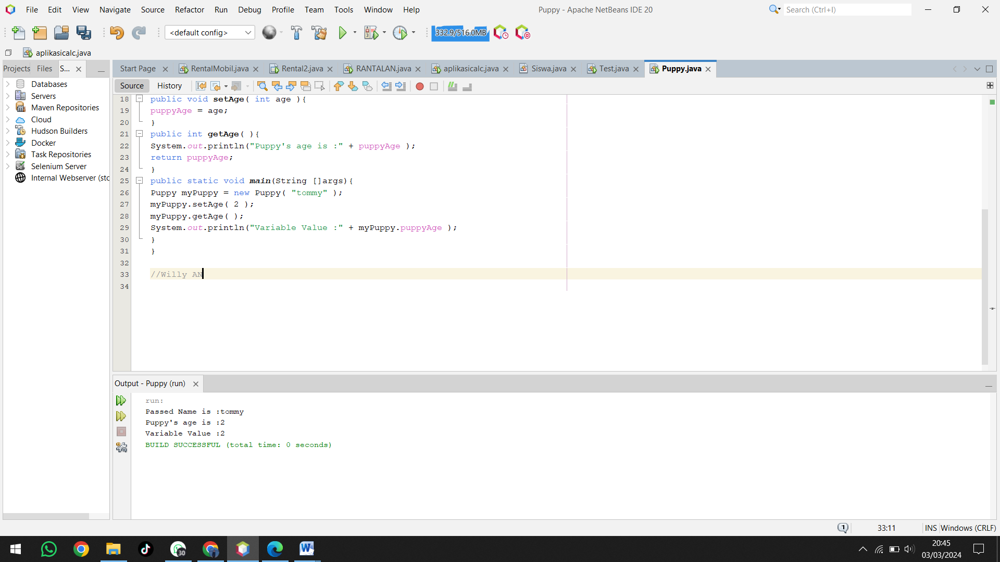 File Edit View Navigate Source Refactor Run Debug Profile Team Tools Window Help Puppy - Apache NetBeans IDE 20 Search (Ctrl+I)
<default config> 332.9/516.0MB
aplikasicalc.java
Projects Files S... Start Page RentalMobil.java Rental2.java RANTALAN.java aplikasicalc.java Siswa.java Test.java Puppy.java
Source History
Databases
Servers
Maven Repositories
Cloud
Hudson Builders
Docker
Task Repositories
Selenium Server
Internal Webserver (stc
18 public void setAge( int age ){
19 puppyAge = age;
20 }
21 public int getAge( ){
22 System.out.println("Puppy's age is :" + puppyAge );
23 return puppyAge;
24 }
25 public static void main(String []args){
26 Puppy myPuppy = new Puppy( "tommy" );
27 myPuppy.setAge( 2 );
28 myPuppy.getAge( );
29 System.out.println("Variable Value :" + myPuppy.puppyAge );
30 }
31 }
32
33 //Willy AN
34
Output - Puppy (run)
run:
Passed Name is :tommy
Puppy's age is :2
Variable Value :2
BUILD SUCCESSFUL (total time: 0 seconds)
1 33:11 INS Windows (CRLF)
30
20:45
03/03/2024